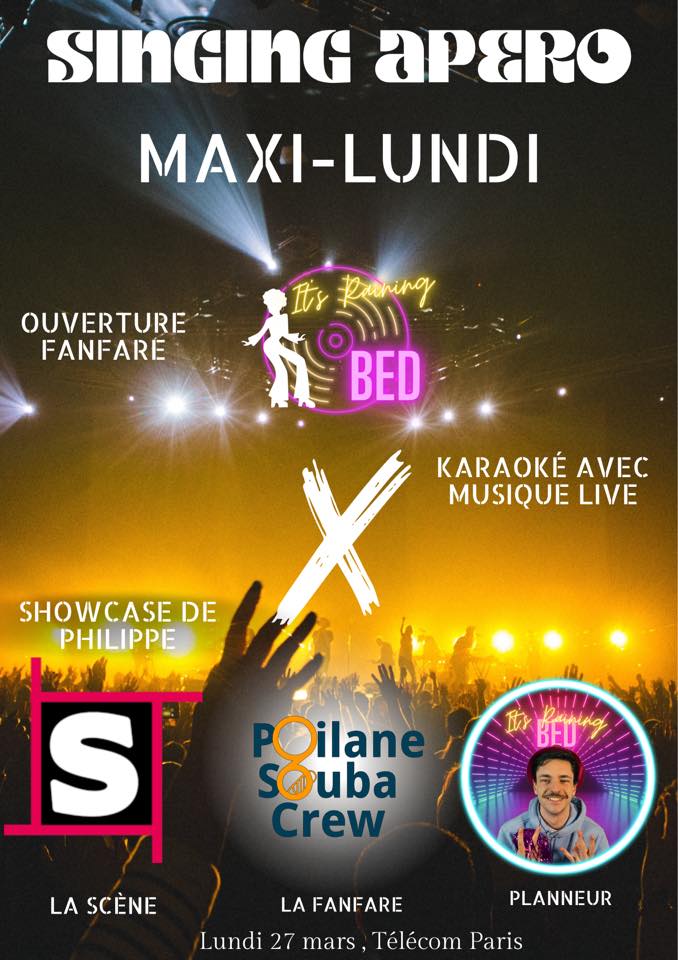 SINGING APERO
MAXI-LUNDI
It's Raining
BED
OUVERTURE
FANFARE
KARAOKÉ AVEC
MUSIQUE LIVE
SHOWCASE DE
PHILIPPE
X
S
Poilane
Souba
Crew
It's Raining
BED
LA SCÈNE
LA FANFARE
PLANNEUR
Lundi 27 mars , Télécom Paris